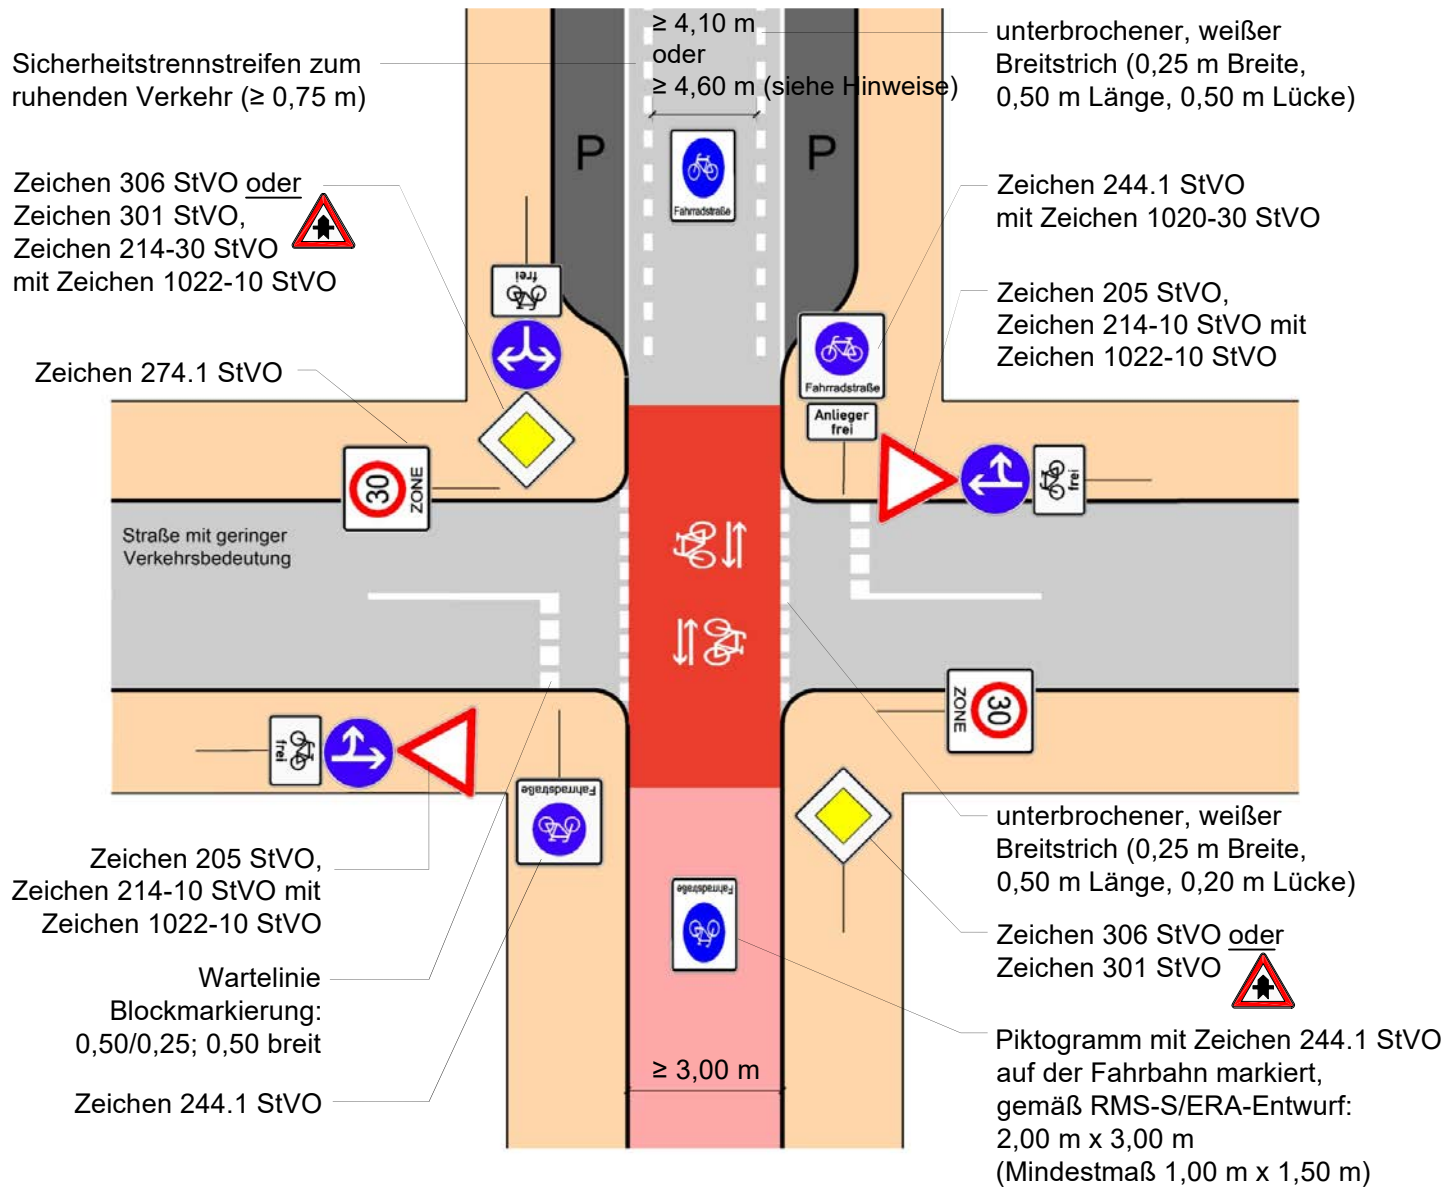 ≥ 4,10 m
oder
≥ 4,60 m (siehe Hinweise)
unterbrochener, weißer
Breitstrich (0,25 m Breite,
0,50 m Länge, 0,50 m Lücke)
Sicherheitstrennstreifen zum
ruhenden Verkehr (≥ 0,75 m)
P
P
Fahrradstraße
Zeichen 306 StVO oder
Zeichen 301 StVO,
Zeichen 214-30 StVO
mit Zeichen 1022-10 StVO
Zeichen 244.1 StVO
mit Zeichen 1020-30 StVO
frei
Zeichen 205 StVO,
Zeichen 214-10 StVO mit
Zeichen 1022-10 StVO
Fahrradstraße
Anlieger
frei
Zeichen 274.1 StVO
30
ZONE
frei
Straße mit geringer
Verkehrsbedeutung
30
ZONE
frei
Fahrradstraße
unterbrochener, weißer
Breitstrich (0,25 m Breite,
0,50 m Länge, 0,20 m Lücke)
Zeichen 205 StVO,
Zeichen 214-10 StVO mit
Zeichen 1022-10 StVO
Fahrradstraße
Zeichen 306 StVO oder
Zeichen 301 StVO
Wartelinie
Blockmarkierung:
0,50/0,25; 0,50 breit
Piktogramm mit Zeichen 244.1 StVO
auf der Fahrbahn markiert,
gemäß RMS-S/ERA-Entwurf:
2,00 m x 3,00 m
(Mindestmaß 1,00 m x 1,50 m)
≥ 3,00 m
Zeichen 244.1 StVO